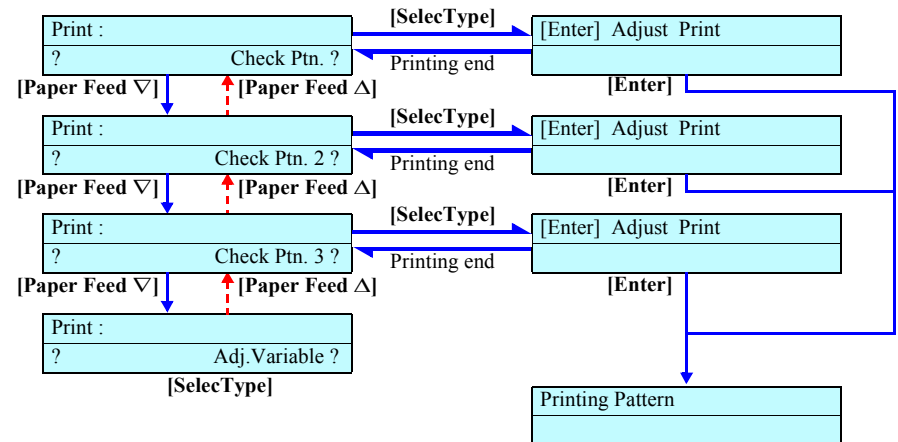 [SelecType]
Print :
[Enter] Adjust Print
? Check Ptn. ?
Printing end
[Paper Feed ▽]
[Paper Feed Δ]
[Enter]
[SelecType]
Print :
[Enter] Adjust Print
? Check Ptn. 2 ?
Printing end
[Paper Feed ▽]
[Paper Feed Δ]
[Enter]
[SelecType]
Print :
[Enter] Adjust Print
? Check Ptn. 3 ?
Printing end
[Paper Feed ▽]
[Paper Feed Δ]
[Enter]
Print :
? Adj.Variable ?
[SelecType]
Printing Pattern